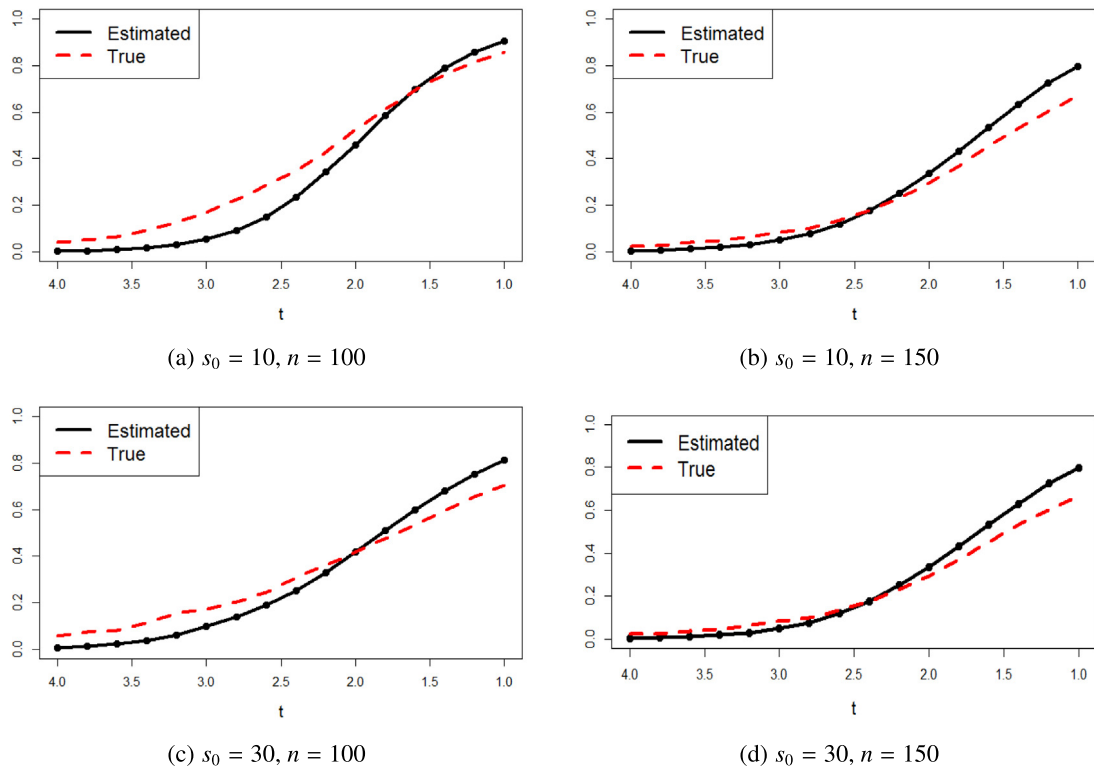 Estimated
True
0.0 0.2 0.4 0.6 0.8 1.0
4.0 3.5 3.0 2.5 2.0 1.5 1.0
t
(a) s₀ = 10, n = 100
Estimated
True
0.0 0.2 0.4 0.6 0.8 1.0
4.0 3.5 3.0 2.5 2.0 1.5 1.0
t
(b) s₀ = 10, n = 150
Estimated
True
0.0 0.2 0.4 0.6 0.8 1.0
4.0 3.5 3.0 2.5 2.0 1.5 1.0
t
(c) s₀ = 30, n = 100
Estimated
True
0.0 0.2 0.4 0.6 0.8 1.0
4.0 3.5 3.0 2.5 2.0 1.5 1.0
t
(d) s₀ = 30, n = 150